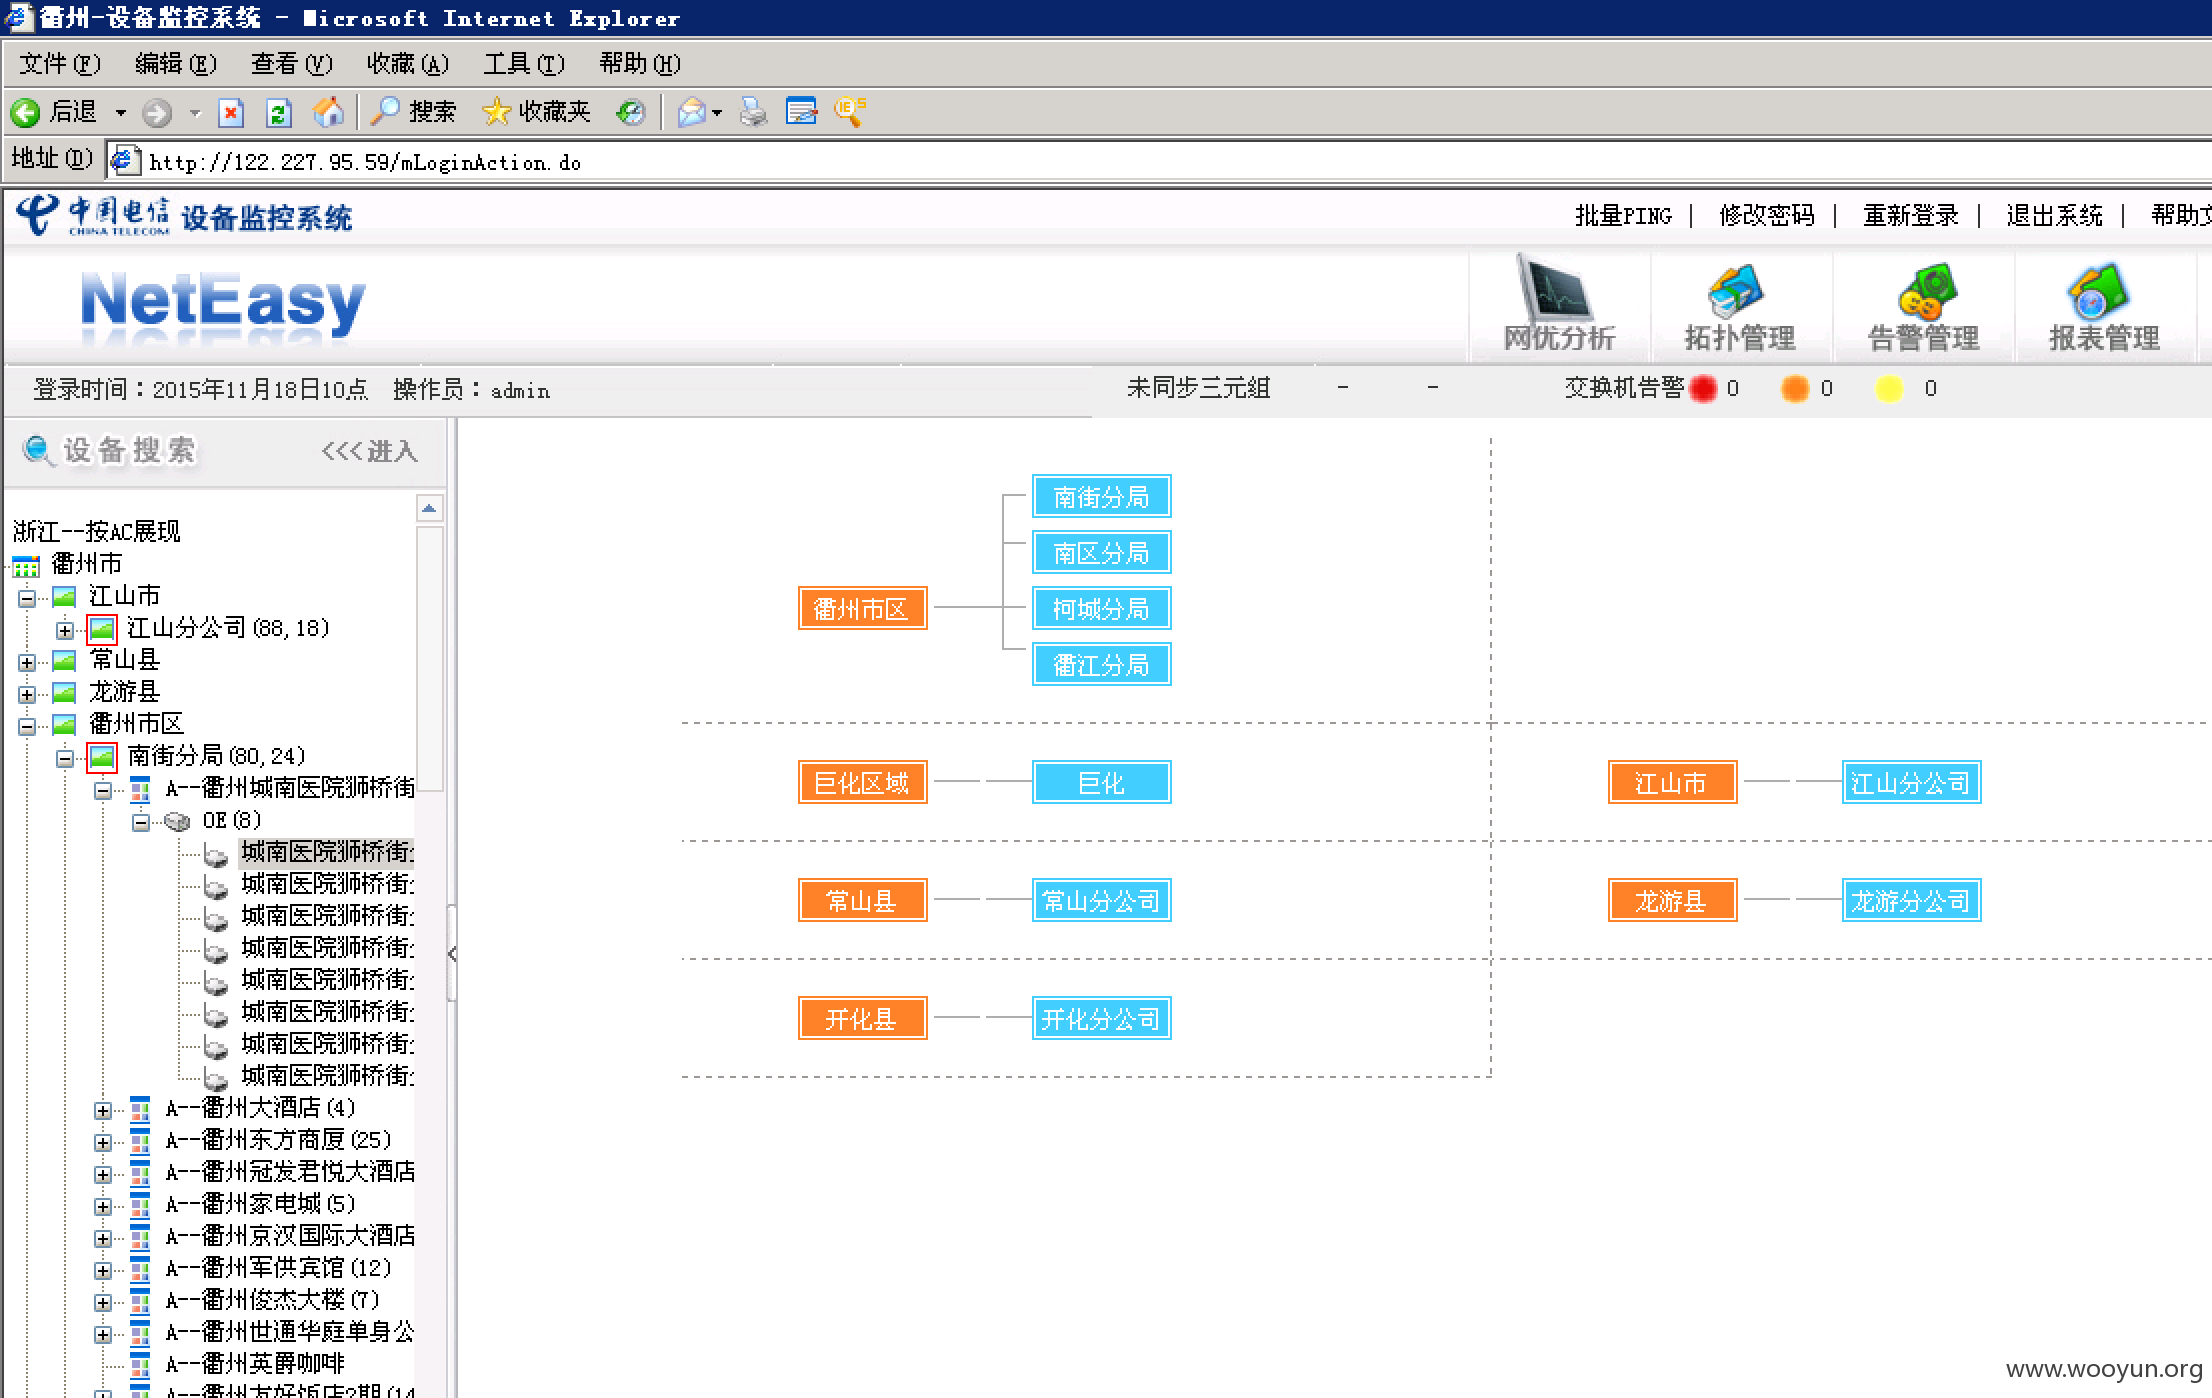 衢州-设备监控系统 - Microsoft Internet Explorer
文件(F) 编辑(E) 查看(V) 收藏(A) 工具(T) 帮助(H)
后退 搜索 收藏夹
地址(D) http://122.227.95.59/mLoginAction.do
中国电信 CHINA TELECOM 设备监控系统
批量PING | 修改密码 | 重新登录 | 退出系统 | 帮助文
NetEasy
网优分析 拓扑管理 告警管理 报表管理
登录时间：2015年11月18日10点 操作员：admin 未同步三元组 - - 交换机告警 0 0 0
设备搜索 <<<进入
浙江--按AC展现
衢州市
江山市
江山分公司(88,18)
常山县
龙游县
衢州市区
南街分局(80,24)
A--衢州城南医院狮桥街
OE(8)
城南医院狮桥街
城南医院狮桥街
城南医院狮桥街
城南医院狮桥街
城南医院狮桥街
城南医院狮桥街
城南医院狮桥街
城南医院狮桥街
A--衢州大酒店(4)
A--衢州东方商厦(25)
A--衢州冠发君悦大酒店
A--衢州家电城(5)
A--衢州京汉国际大酒店
A--衢州军供宾馆(12)
A--衢州俊杰大楼(7)
A--衢州世通华庭单身公
A--衢州英爵咖啡
A--衢州友好饭店2期(14
衢州市区
南街分局
南区分局
柯城分局
衢江分局
巨化区域 巨化
江山市 江山分公司
常山县 常山分公司
龙游县 龙游分公司
开化县 开化分公司
www.wooyun.org